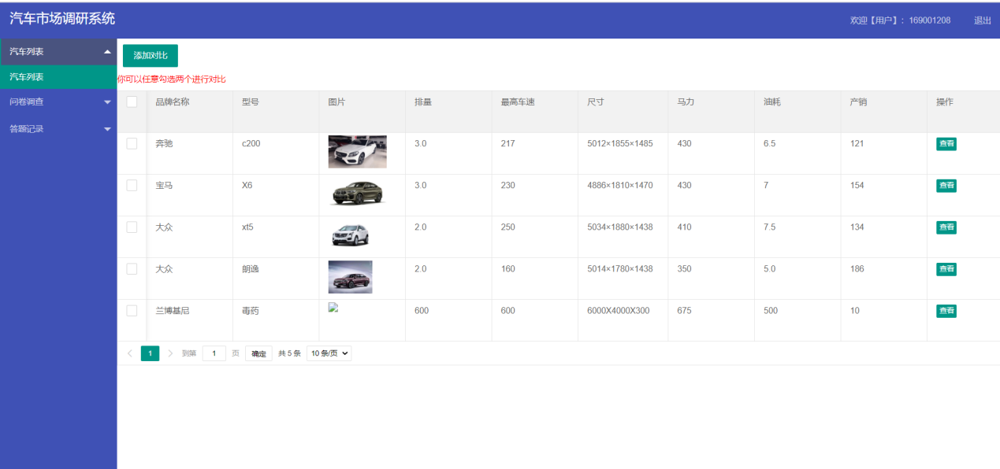 汽车市场调研系统
欢迎【用户】: 169001208 退出
汽车列表
汽车列表
问卷调查
答题记录
添加对比
你可以任意勾选两个进行对比
品牌名称 型号 图片 排量 最高车速 尺寸 马力 油耗 产销 操作
奔驰 c200 3.0 217 5012×1855×1485 430 6.5 121 查看
宝马 X6 3.0 230 4886×1810×1470 430 7 154 查看
大众 xt5 2.0 250 5034×1880×1438 410 7.5 134 查看
大众 朗逸 2.0 160 5014×1780×1438 350 5.0 186 查看
兰博基尼 毒药 600 600 6000X4000X300 675 500 10 查看
1 到第 1 页 确定 共 5 条 10 条/页